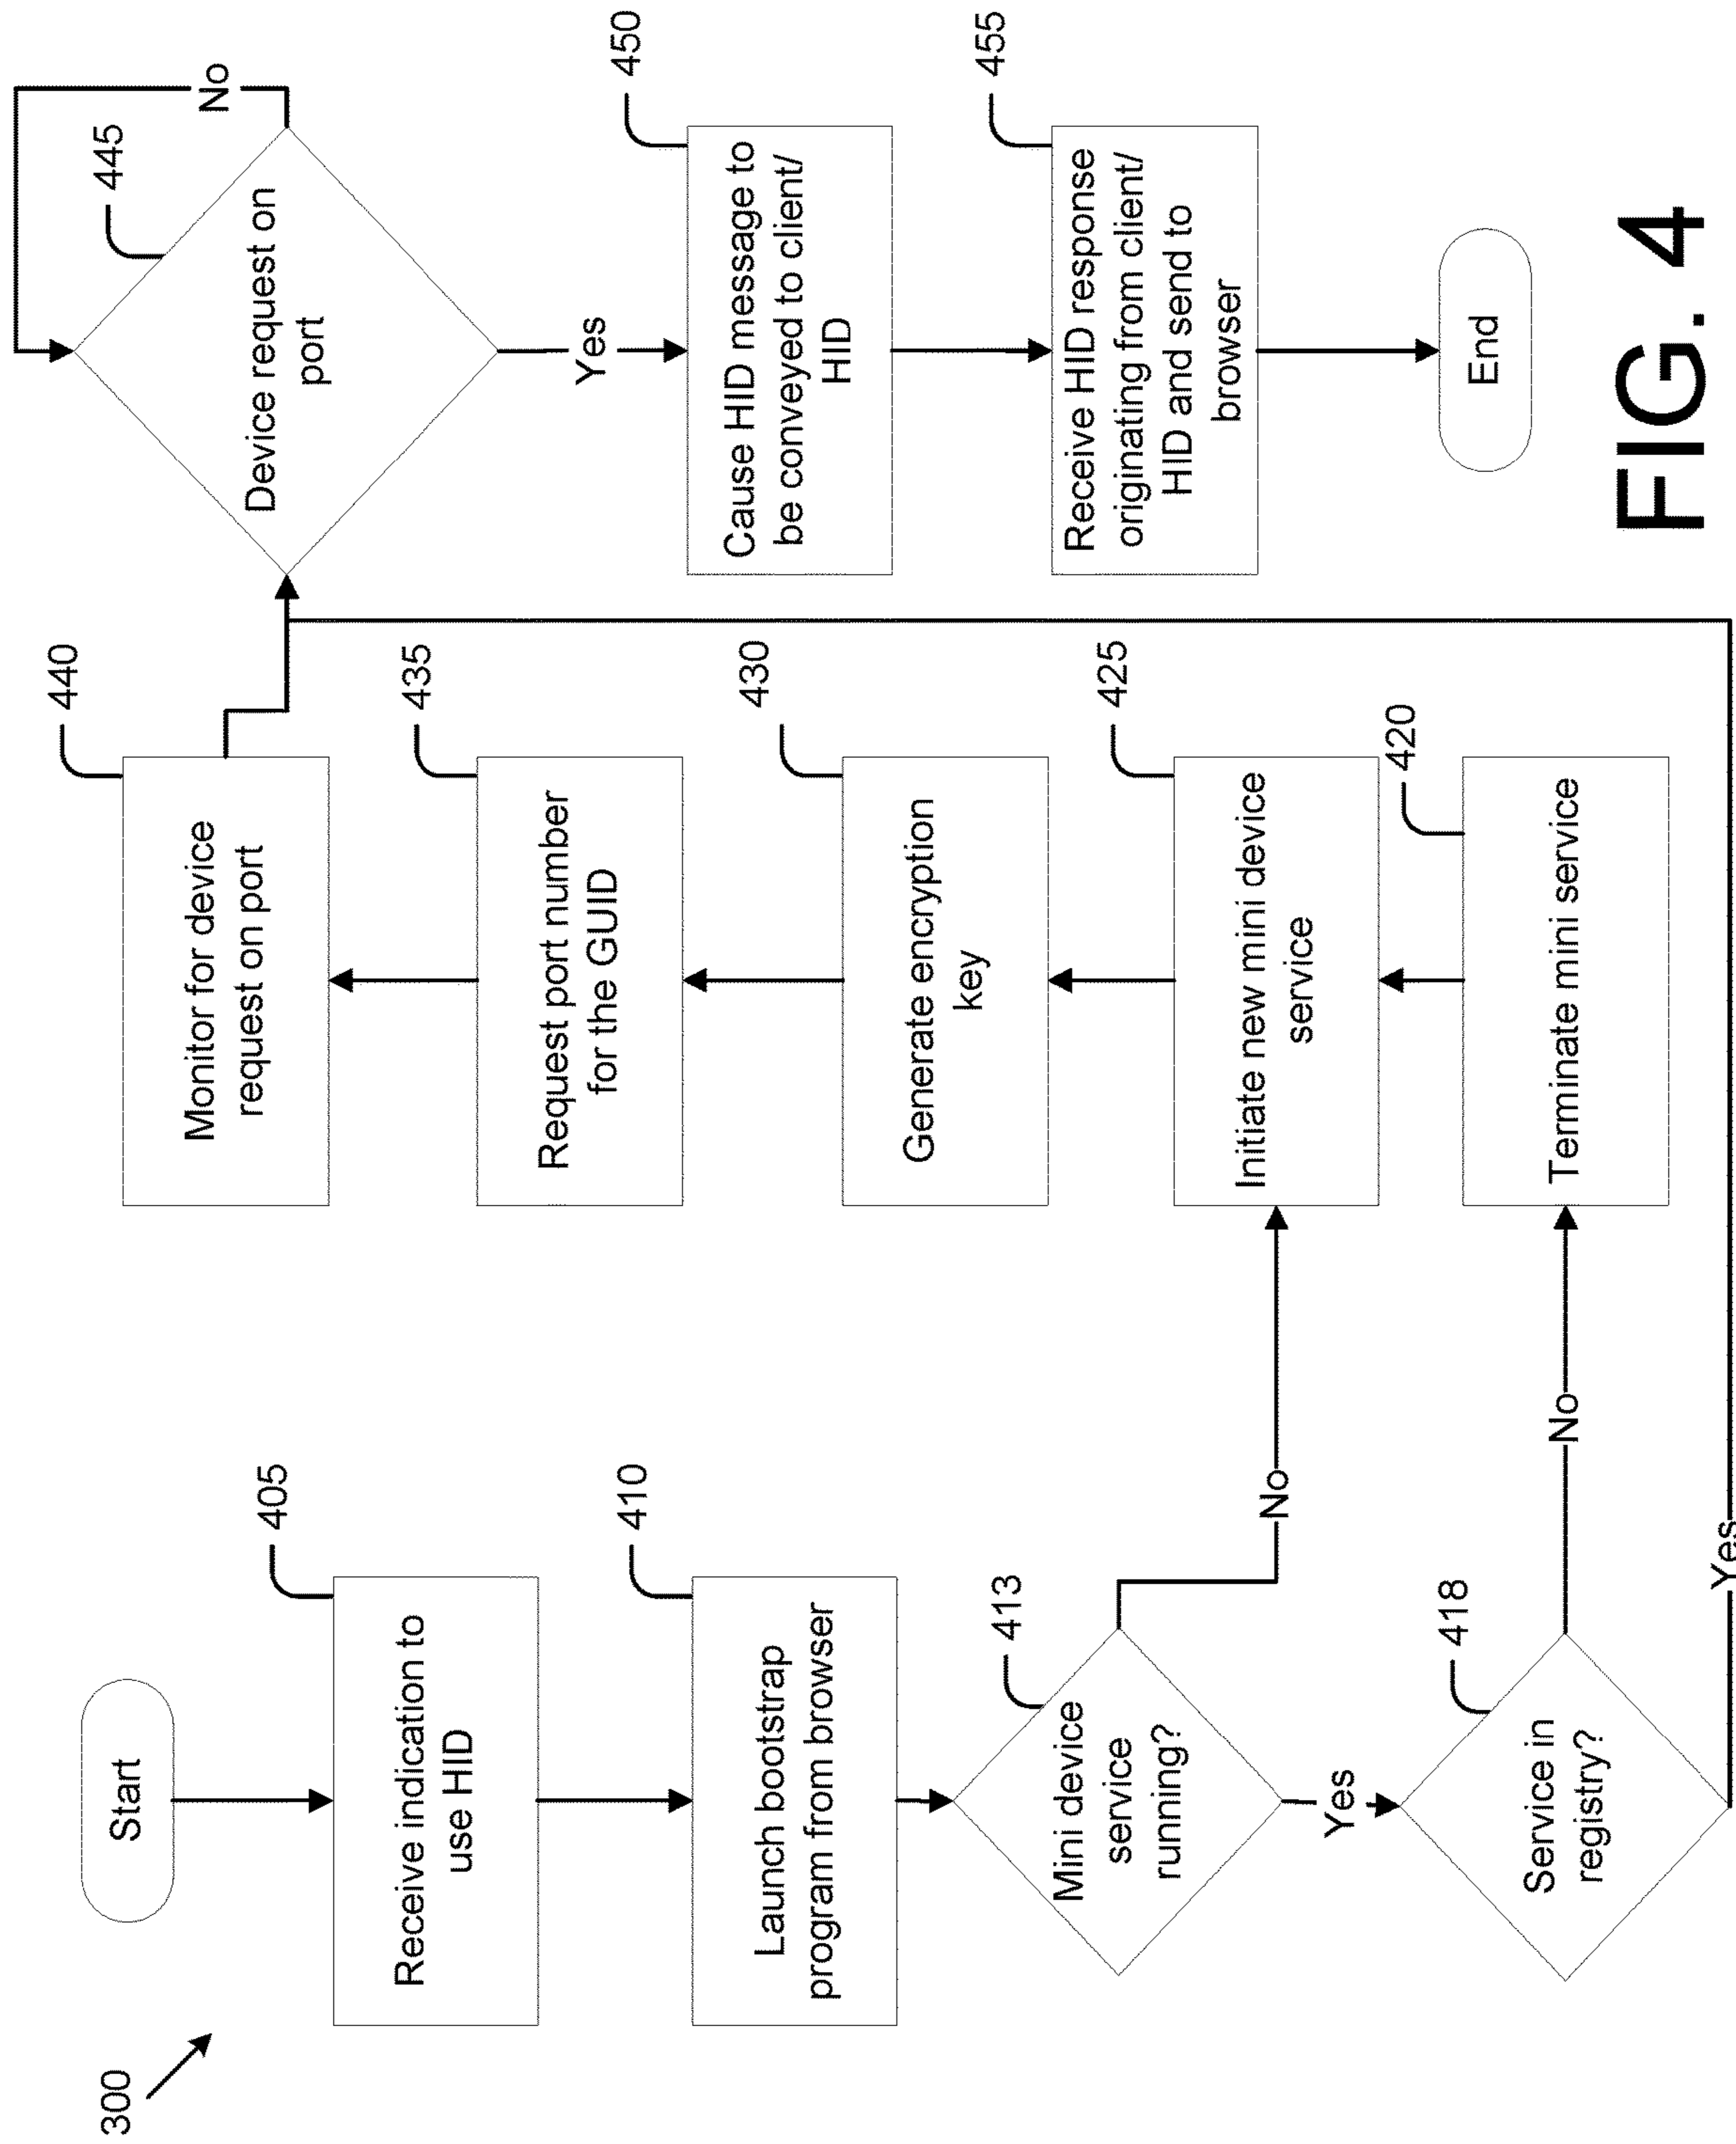 300
Start
405
Receive indication to
use HID
410
Launch bootstrap
program from browser
413
Mini device
service
running?
No
Yes
418
Service in
registry?
No
Yes
440
Monitor for device
request on port
435
Request port number
for the GUID
430
Generate encryption
key
425
Initiate new mini device
service
420
Terminate mini service
445
Device request on
port
No
Yes
450
Cause HID message to
be conveyed to client/
HID
455
Receive HID response
originating from client/
HID and send to
browser
End
FIG. 4